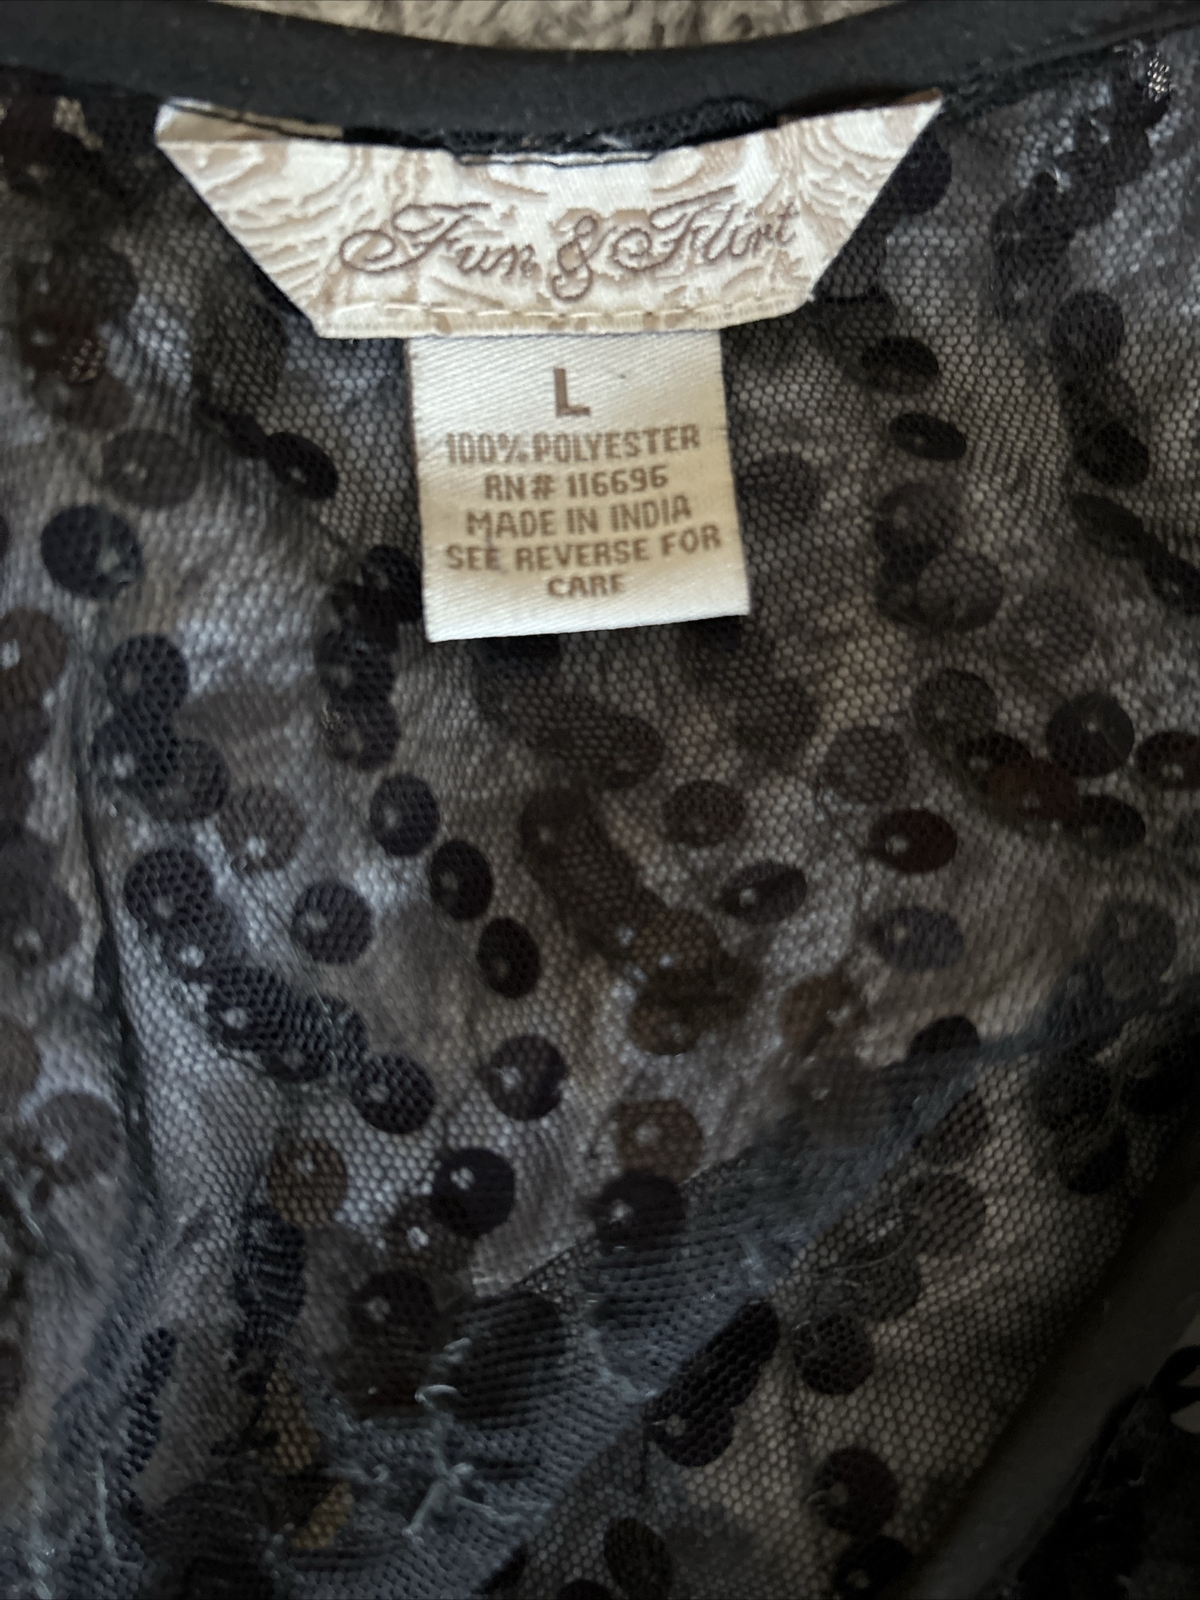 Fun & Flirt
L
100% POLYESTER
RN# 116696
MADE IN INDIA
SEE REVERSE FOR
CARE